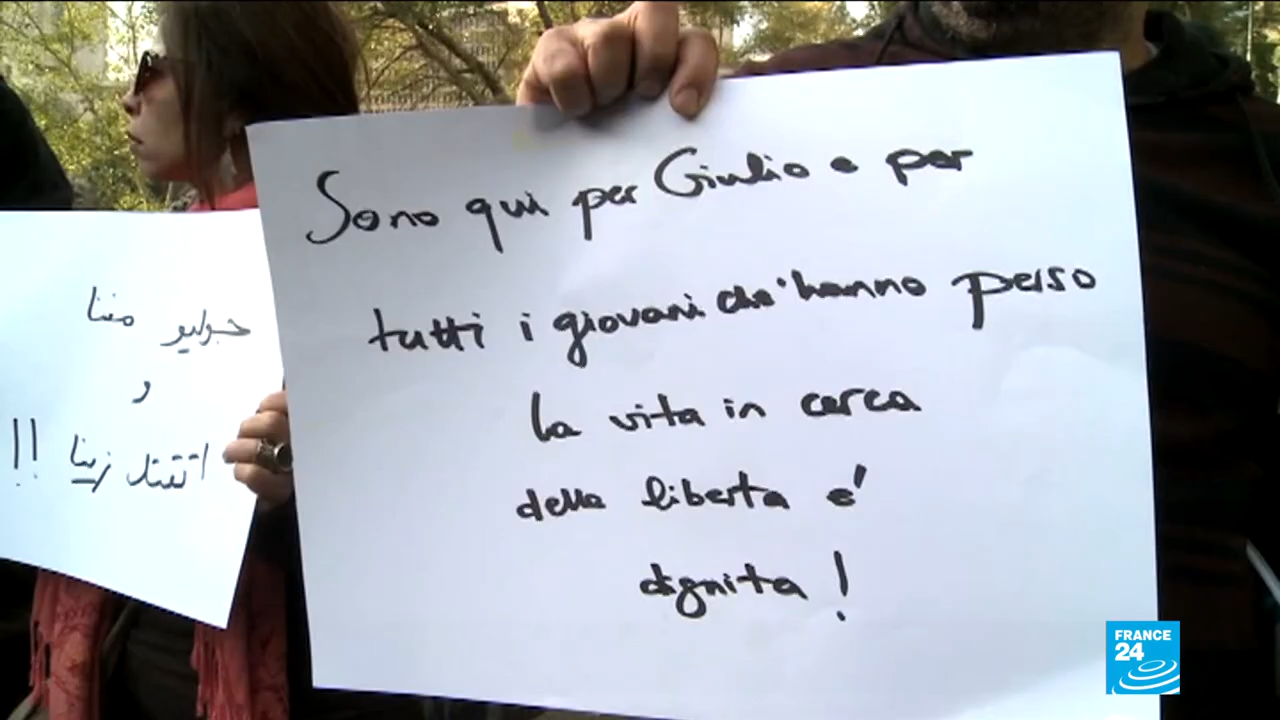 Sono qui per Giulio e per
tutti i giovani che' hanno perso
la vita in cerca
della liberta e'
dignita !
جوليو مننا
و
اتقتل زينا !!
FRANCE
24